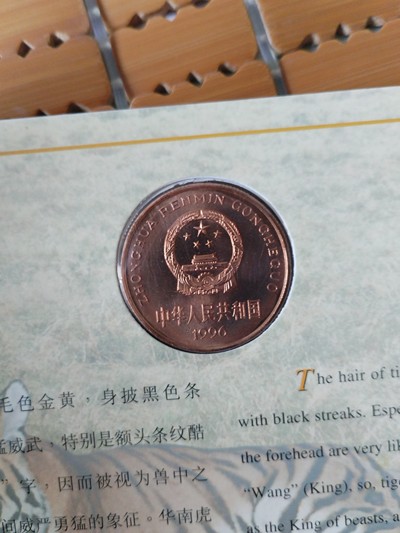 ZHONGHUA RENMIN GONGHEGUO
中华人民共和国
1996
毛色金黄，身披黑色条
猛威武，特别是额头条纹酷
”字，因而被视为兽中之
勇猛的象征。华南虎
The hair of ti
with black streaks. Espe
the forehead are very lik
“Wang” (King), so, tige
as the King of beasts, a